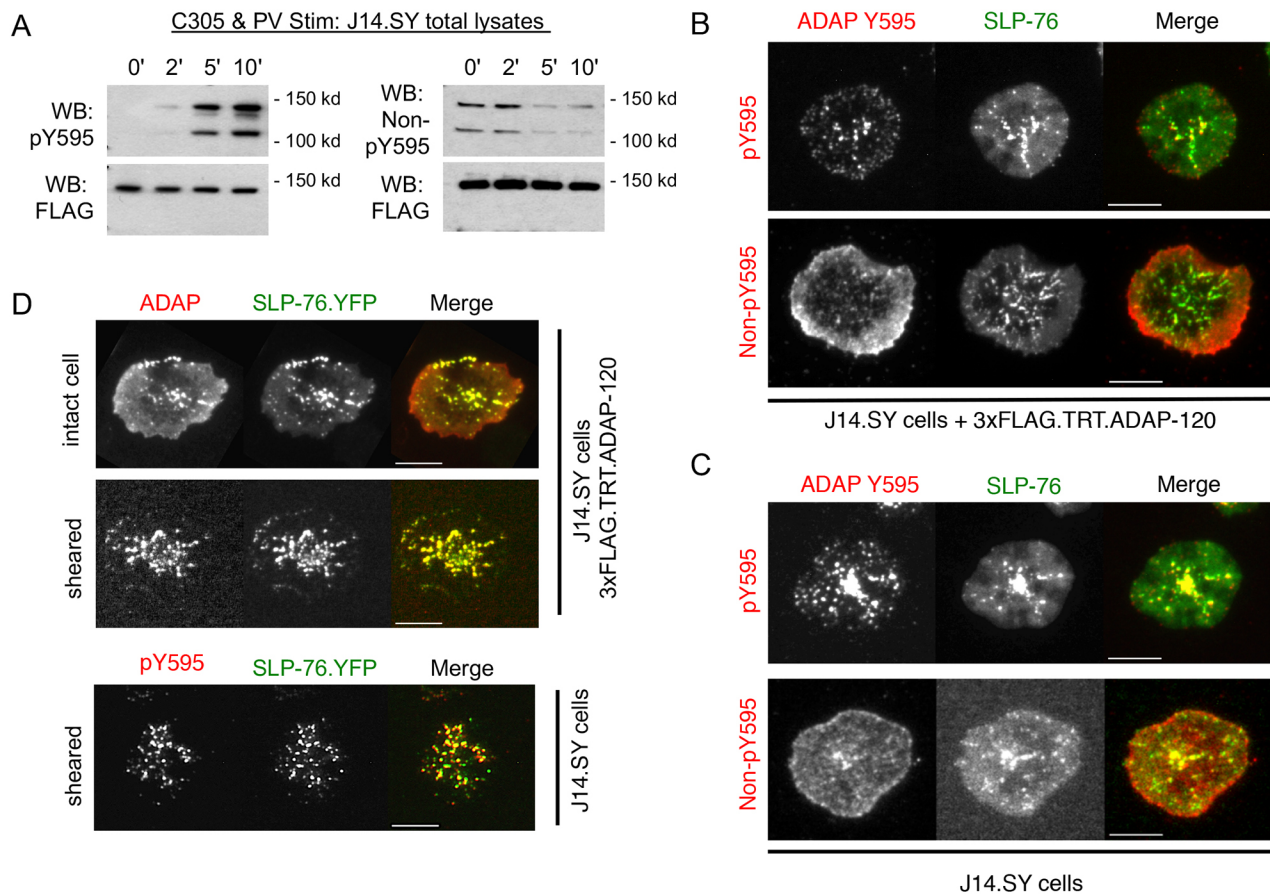 A
C305 & PV Stim: J14.SY total lysates
0' 2' 5' 10'
WB:
pY595
- 150 kd
- 100 kd
WB:
FLAG
- 150 kd
0' 2' 5' 10'
WB:
Non-
pY595
- 150 kd
- 100 kd
WB:
FLAG
- 150 kd
B
ADAP Y595 SLP-76 Merge
pY595
Non-pY595
J14.SY cells + 3xFLAG.TRT.ADAP-120
C
ADAP Y595 SLP-76 Merge
pY595
Non-pY595
J14.SY cells
D
ADAP SLP-76.YFP Merge
intact cell
sheared
J14.SY cells
3xFLAG.TRT.ADAP-120
pY595 SLP-76.YFP Merge
sheared
J14.SY cells